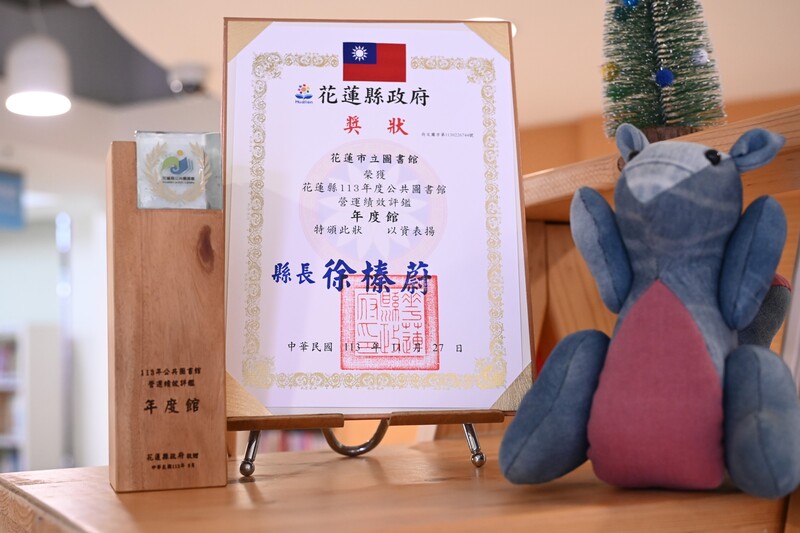 花蓮縣政府
Hualien
獎狀
花蓮市立圖書館
榮獲
花蓮縣113年度公共圖書館
營運績效評鑑
年度館
特頒此狀 以資表揚
縣長 徐榛蔚
中華民國 113 年 11 月 27 日
113年公共圖書館
營運績效評鑑
年度館
花蓮縣政府